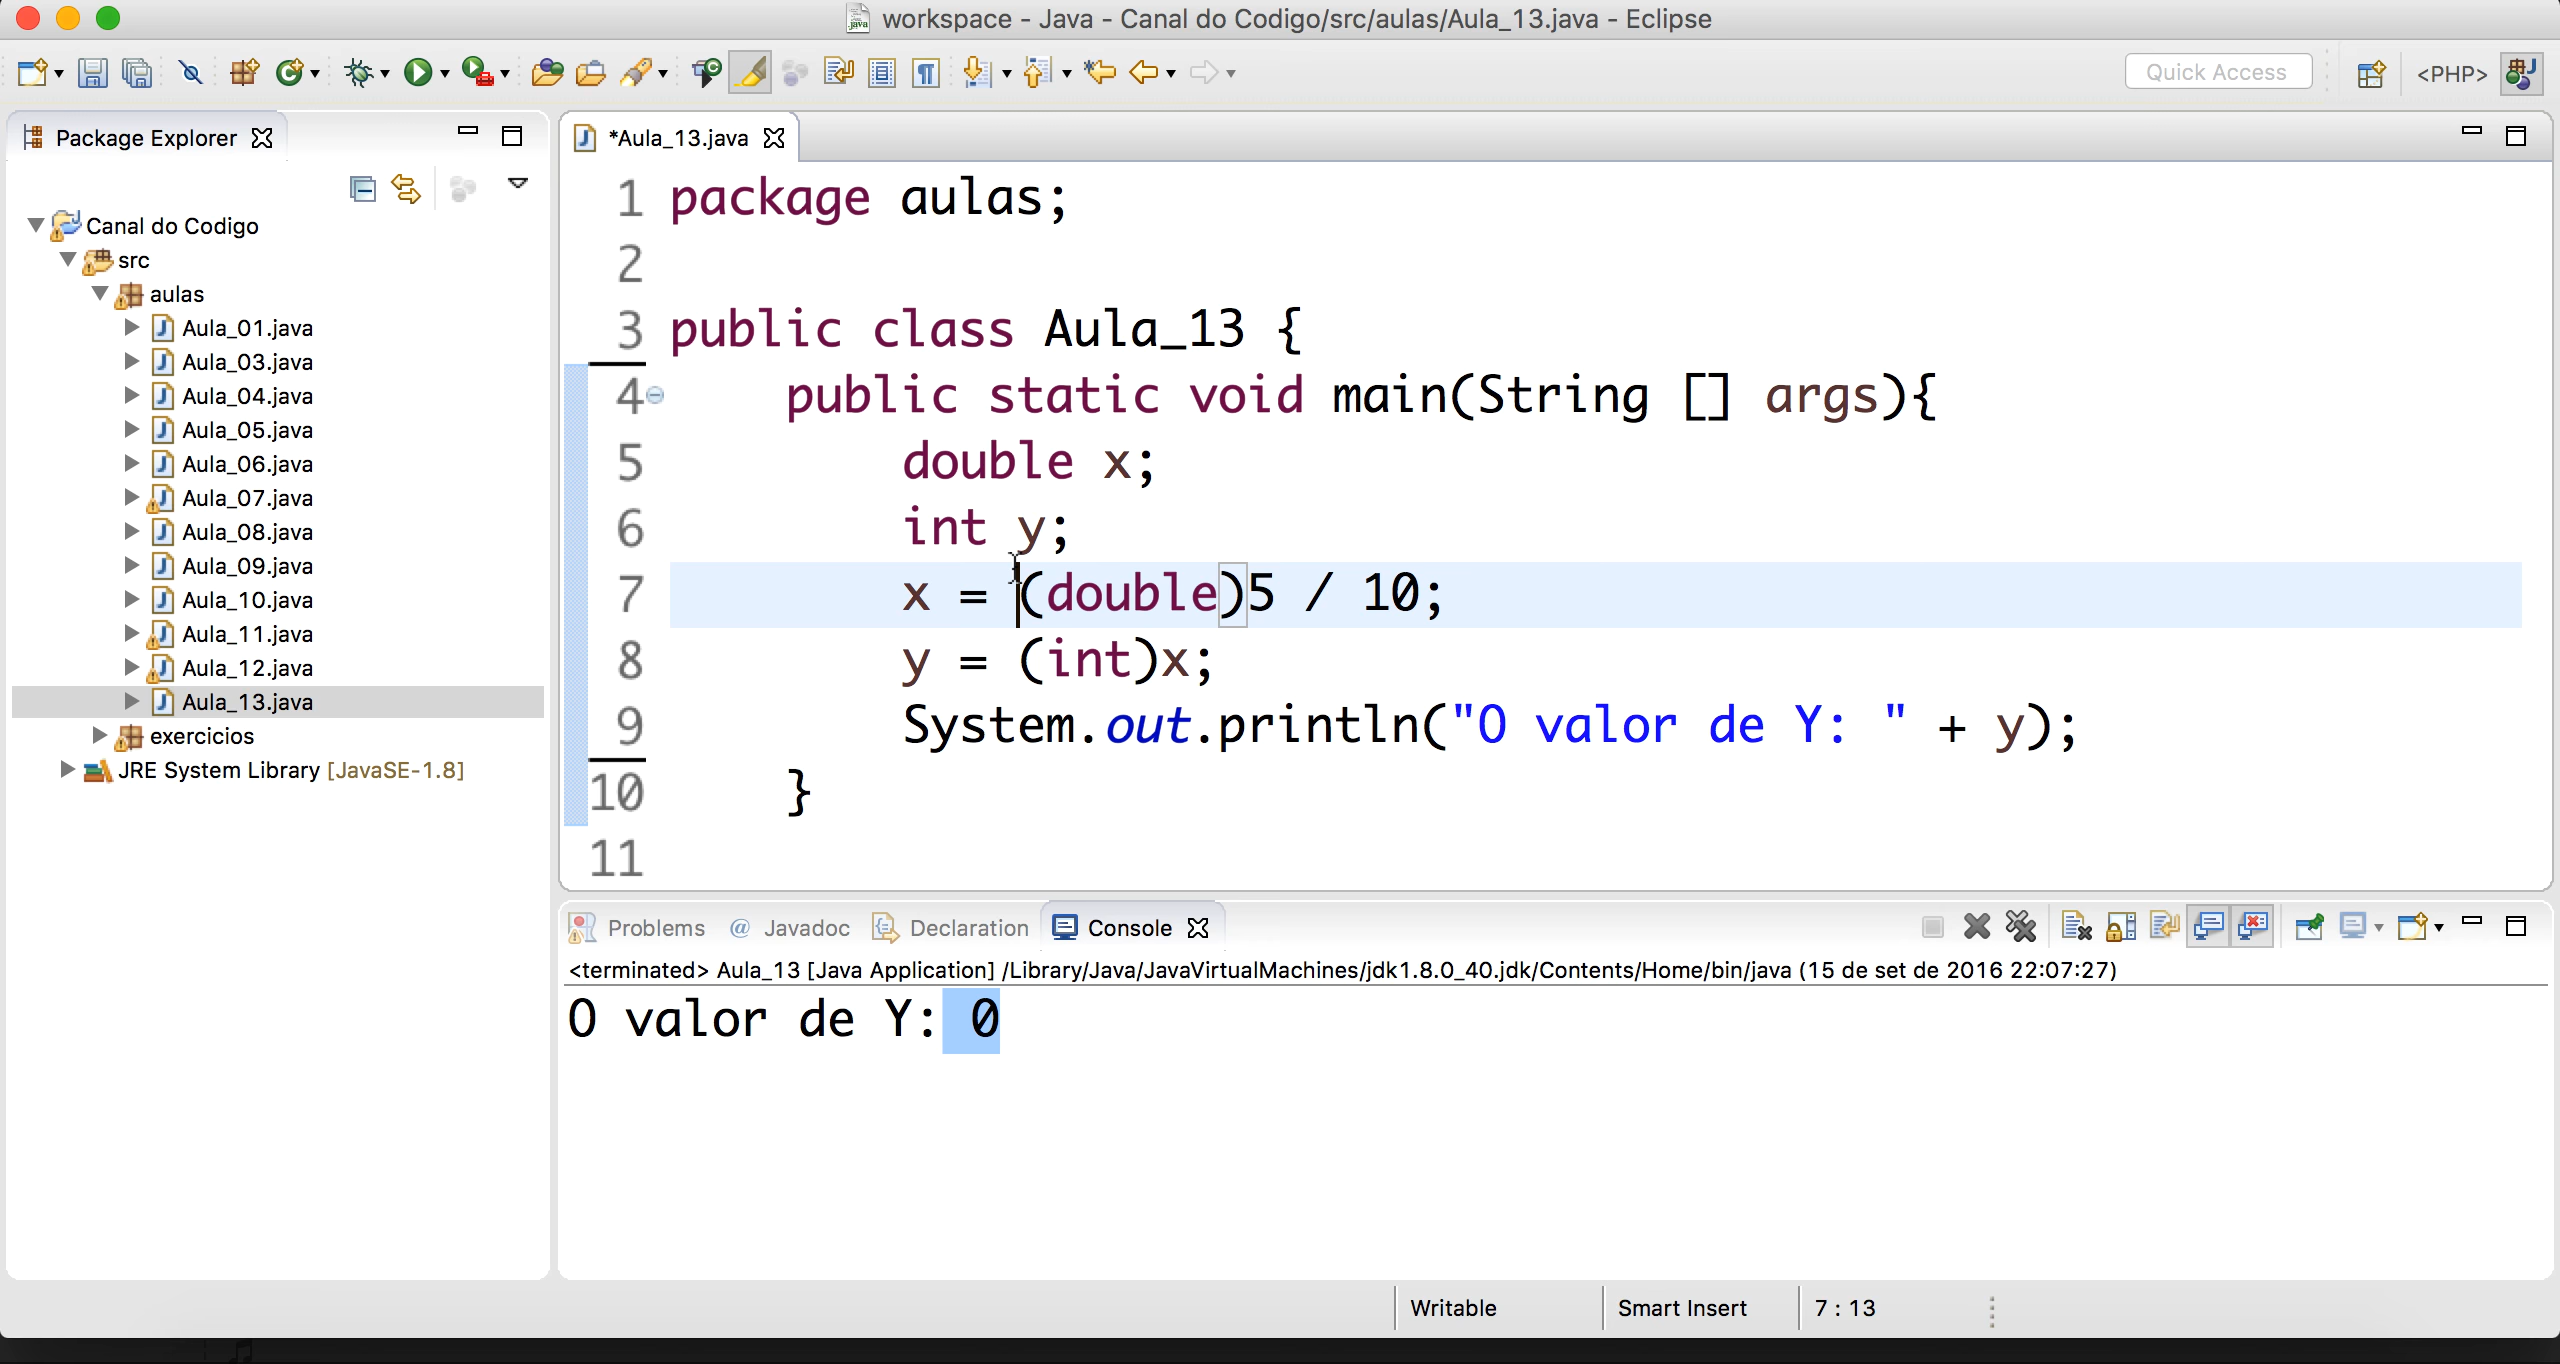 workspace - Java - Canal do Codigo/src/aulas/Aula_13.java - Eclipse
Quick Access
<PHP>
Package Explorer
*Aula_13.java
Canal do Codigo
src
aulas
Aula_01.java
Aula_03.java
Aula_04.java
Aula_05.java
Aula_06.java
Aula_07.java
Aula_08.java
Aula_09.java
Aula_10.java
Aula_11.java
Aula_12.java
Aula_13.java
exercicios
JRE System Library [JavaSE-1.8]
1 package aulas;
2
3 public class Aula_13 {
4 public static void main(String [] args){
5 double x;
6 int y;
7 x = (double)5 / 10;
8 y = (int)x;
9 System.out.println("O valor de Y: " + y);
10 }
11
Problems @ Javadoc Declaration Console
<terminated> Aula_13 [Java Application] /Library/Java/JavaVirtualMachines/jdk1.8.0_40.jdk/Contents/Home/bin/java (15 de set de 2016 22:07:27)
O valor de Y: 0
Writable Smart Insert 7 : 13